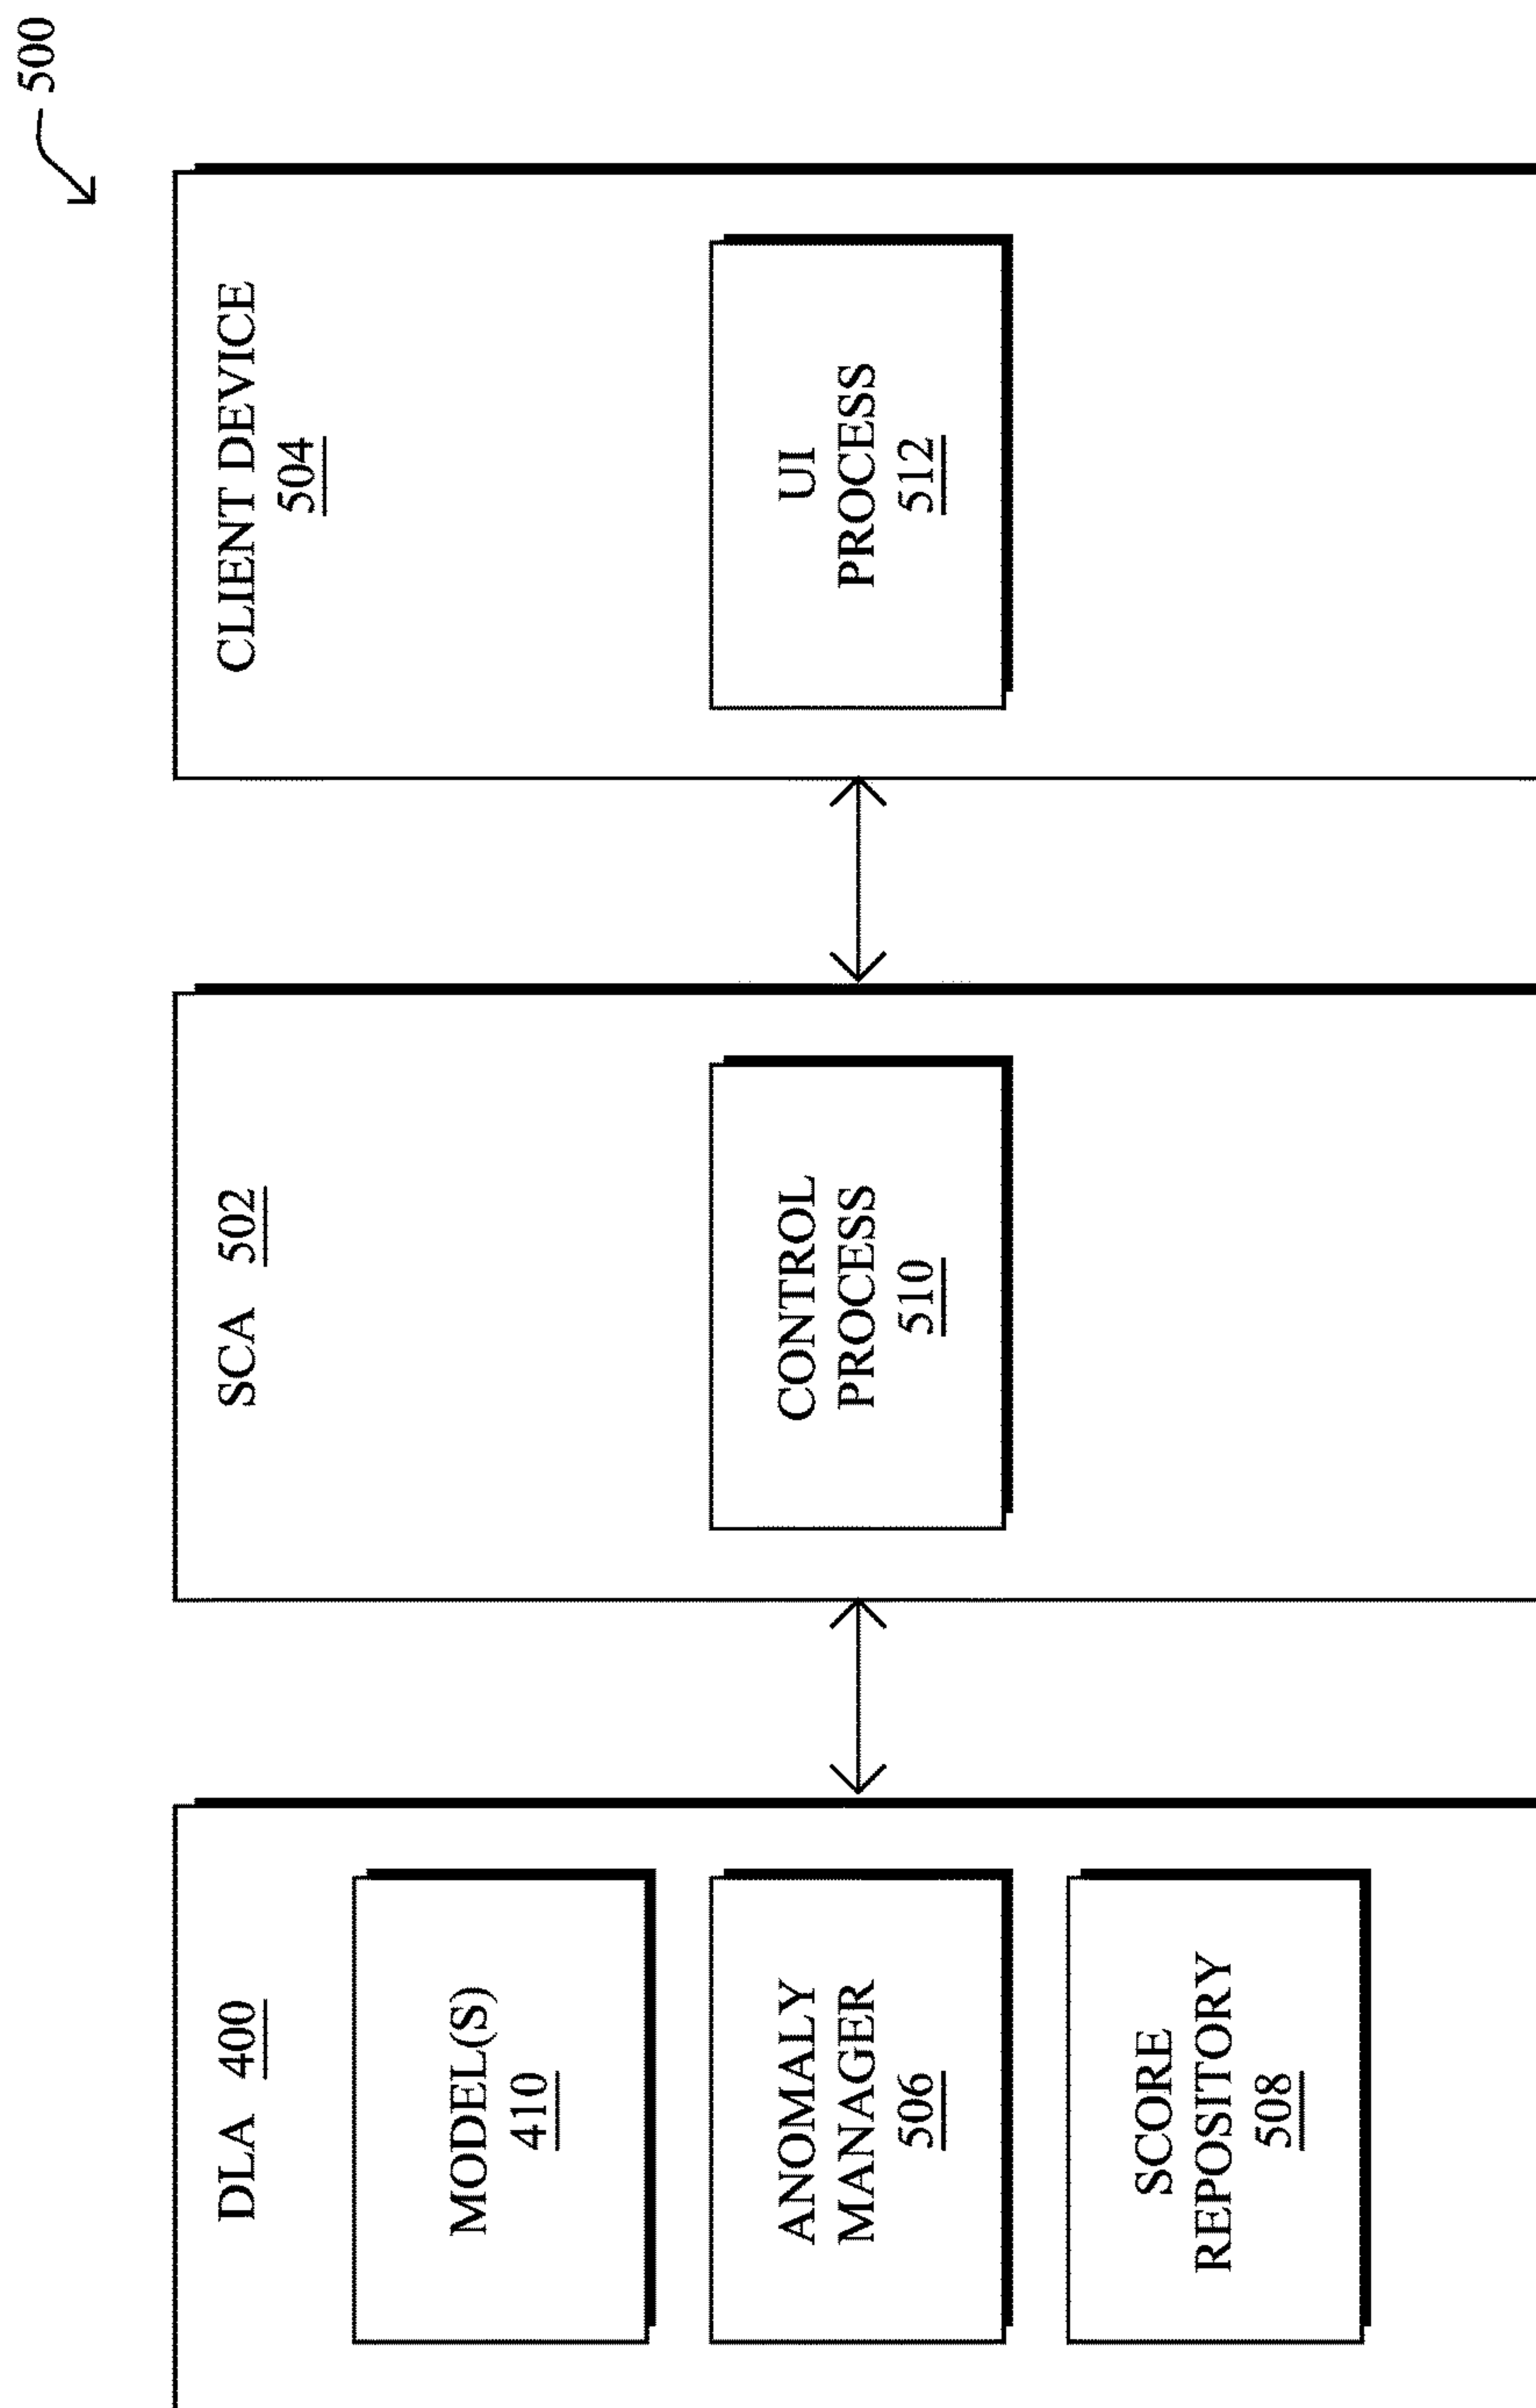 500
DLA 400
MODEL(S)
410
ANOMALY
MANAGER
506
SCORE
REPOSITORY
508
SCA 502
CONTROL
PROCESS
510
CLIENT DEVICE
504
UI
PROCESS
512